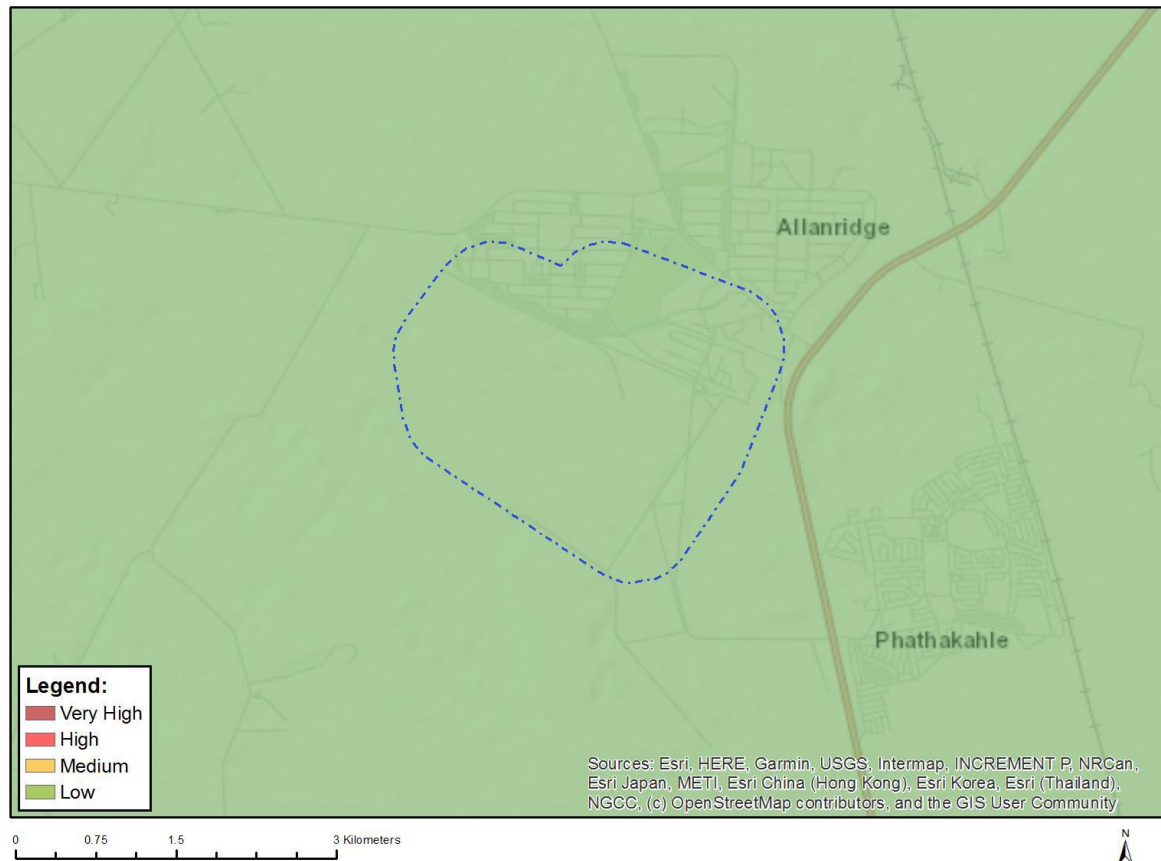 Allanridge
Phathakahle
Legend:
Very High
High
Medium
Low
Sources: Esri, HERE, Garmin, USGS, Intermap, INCREMENT P, NRCan,
Esri Japan, METI, Esri China (Hong Kong), Esri Korea, Esri (Thailand),
NGCC, (c) OpenStreetMap contributors, and the GIS User Community
0 0.75 1.5 3 Kilometers
N